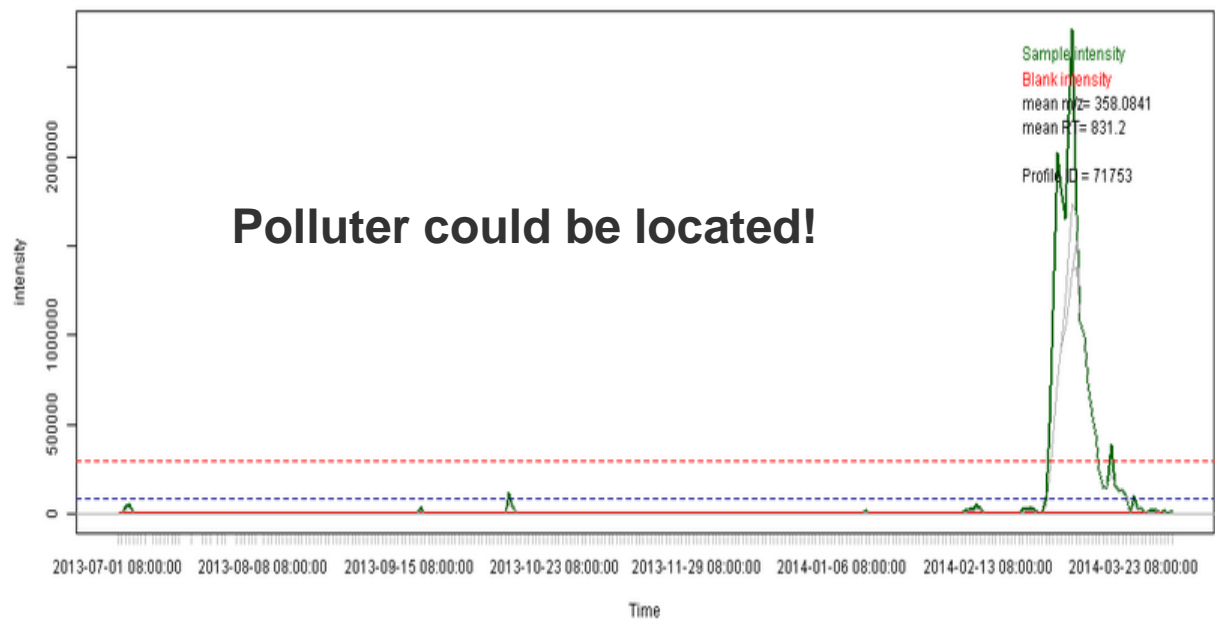 Sample intensity
Blank intensity
mean m/z= 358.0841
mean RT= 831.2
Profile ID = 71753
Polluter could be located!
intensity
2000000
1000000
500000
0
2013-07-01 08:00:00 2013-08-08 08:00:00 2013-09-15 08:00:00 2013-10-23 08:00:00 2013-11-29 08:00:00 2014-01-06 08:00:00 2014-02-13 08:00:00 2014-03-23 08:00:00
Time